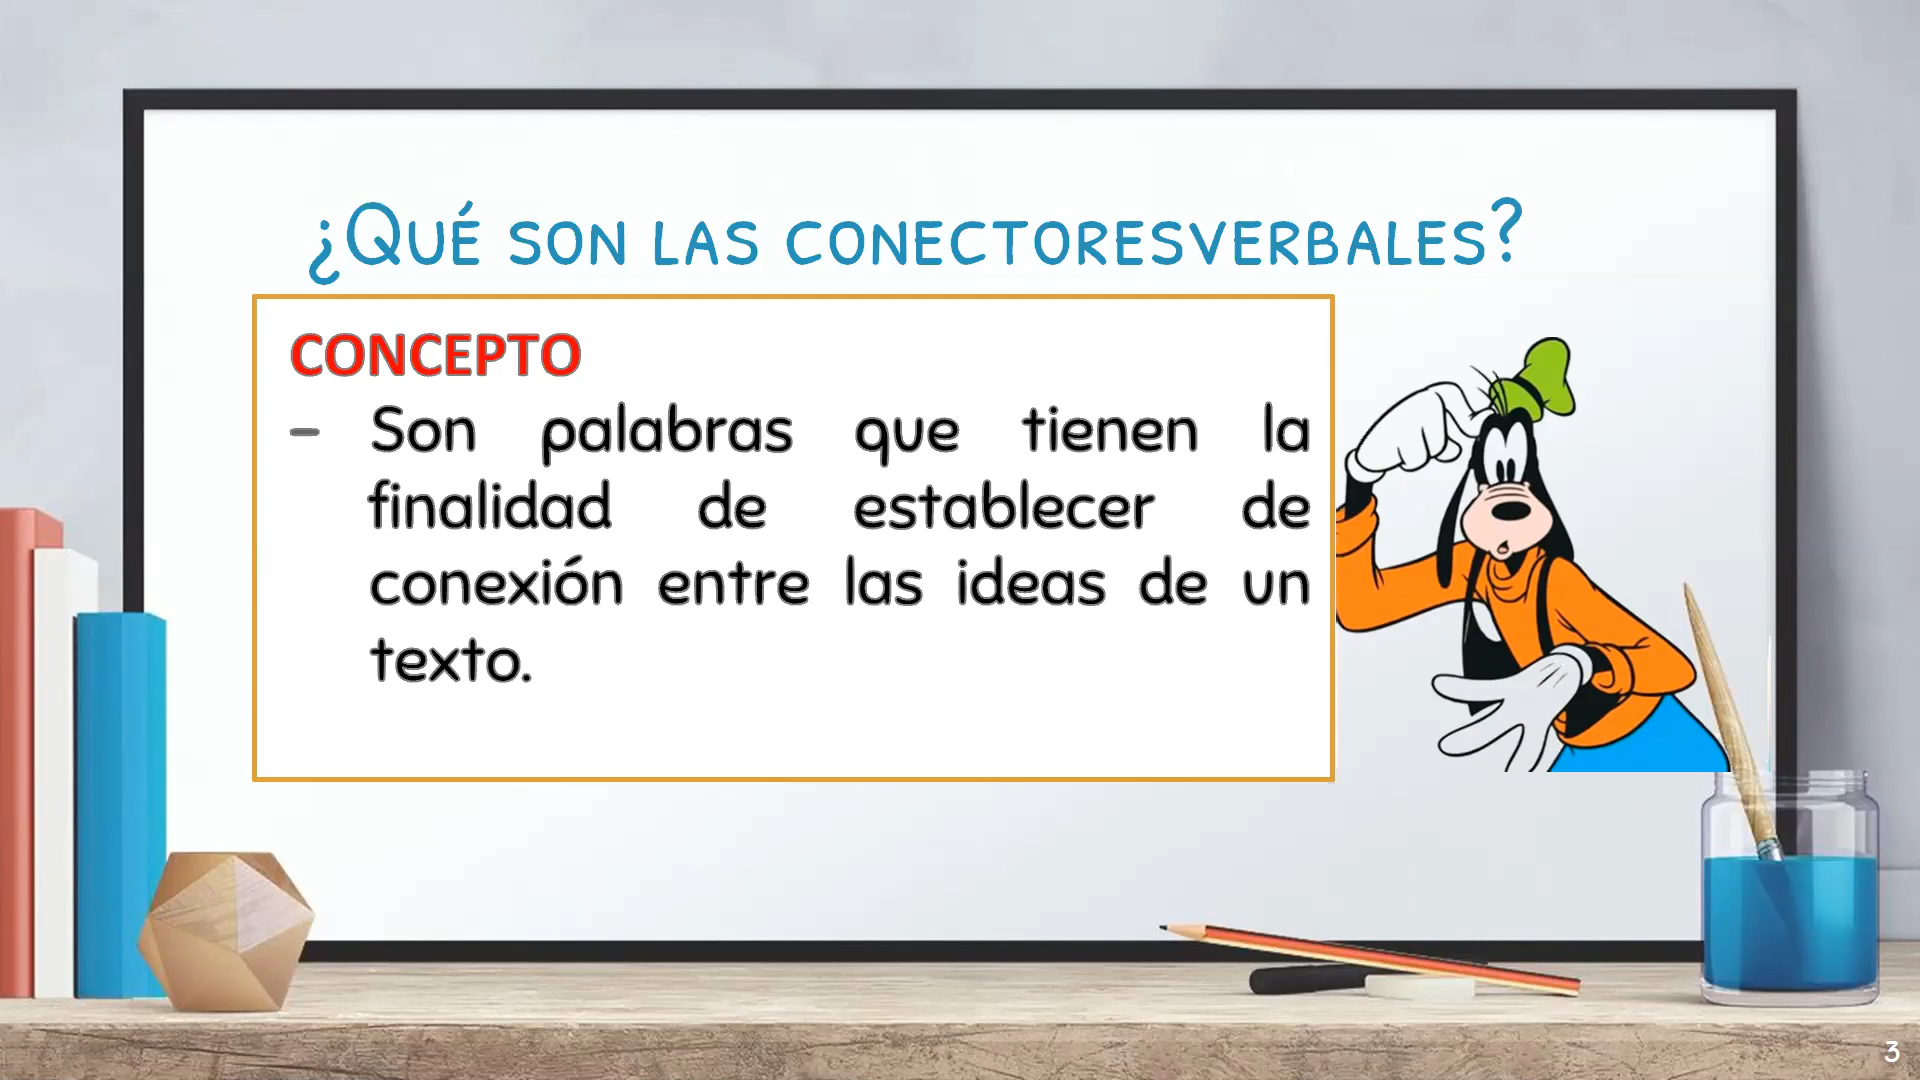 ¿Qué son las conectoresverbales?
CONCEPTO
- Son palabras que tienen la
finalidad de establecer de
conexión entre las ideas de un
texto.
3